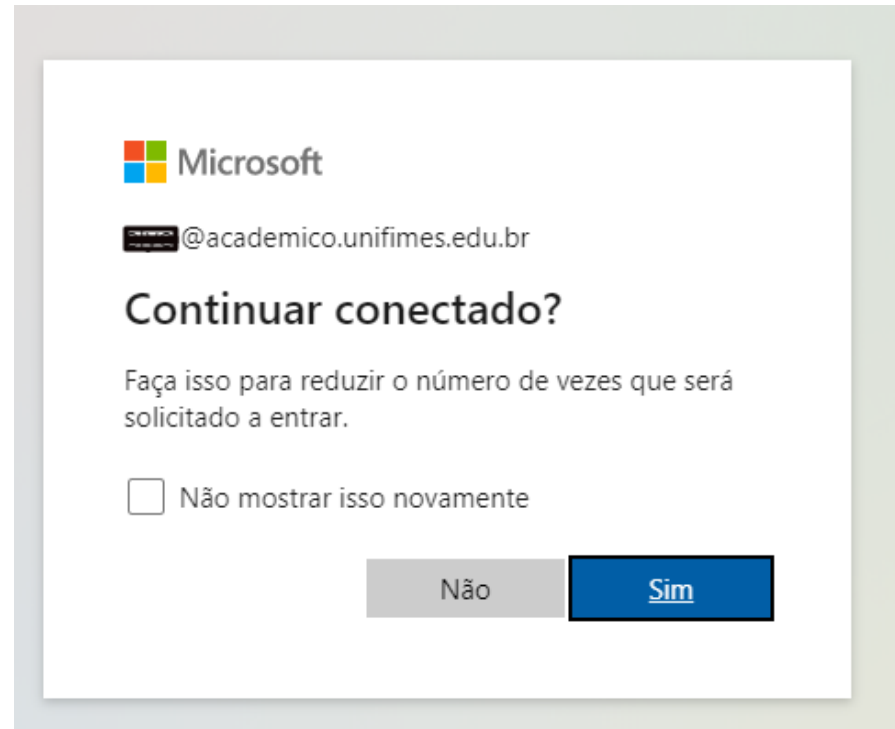 Microsoft
@academico.unifimes.edu.br
Continuar conectado?
Faça isso para reduzir o número de vezes que será
solicitado a entrar.
Não mostrar isso novamente
Não
Sim